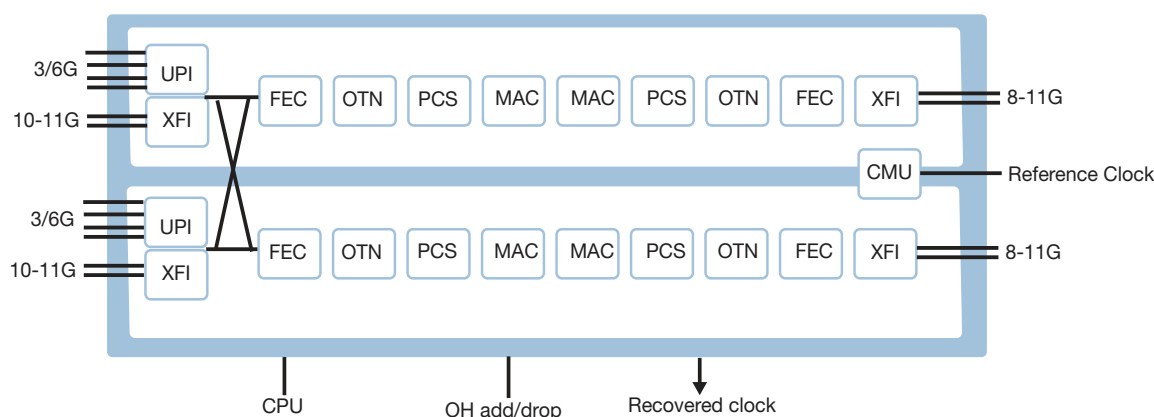 3/6G
UPI
10-11G
XFI
FEC OTN PCS MAC MAC PCS OTN FEC XFI
8-11G
CMU
Reference Clock
3/6G
UPI
10-11G
XFI
FEC OTN PCS MAC MAC PCS OTN FEC XFI
8-11G
CPU
OH add/drop
Recovered clock